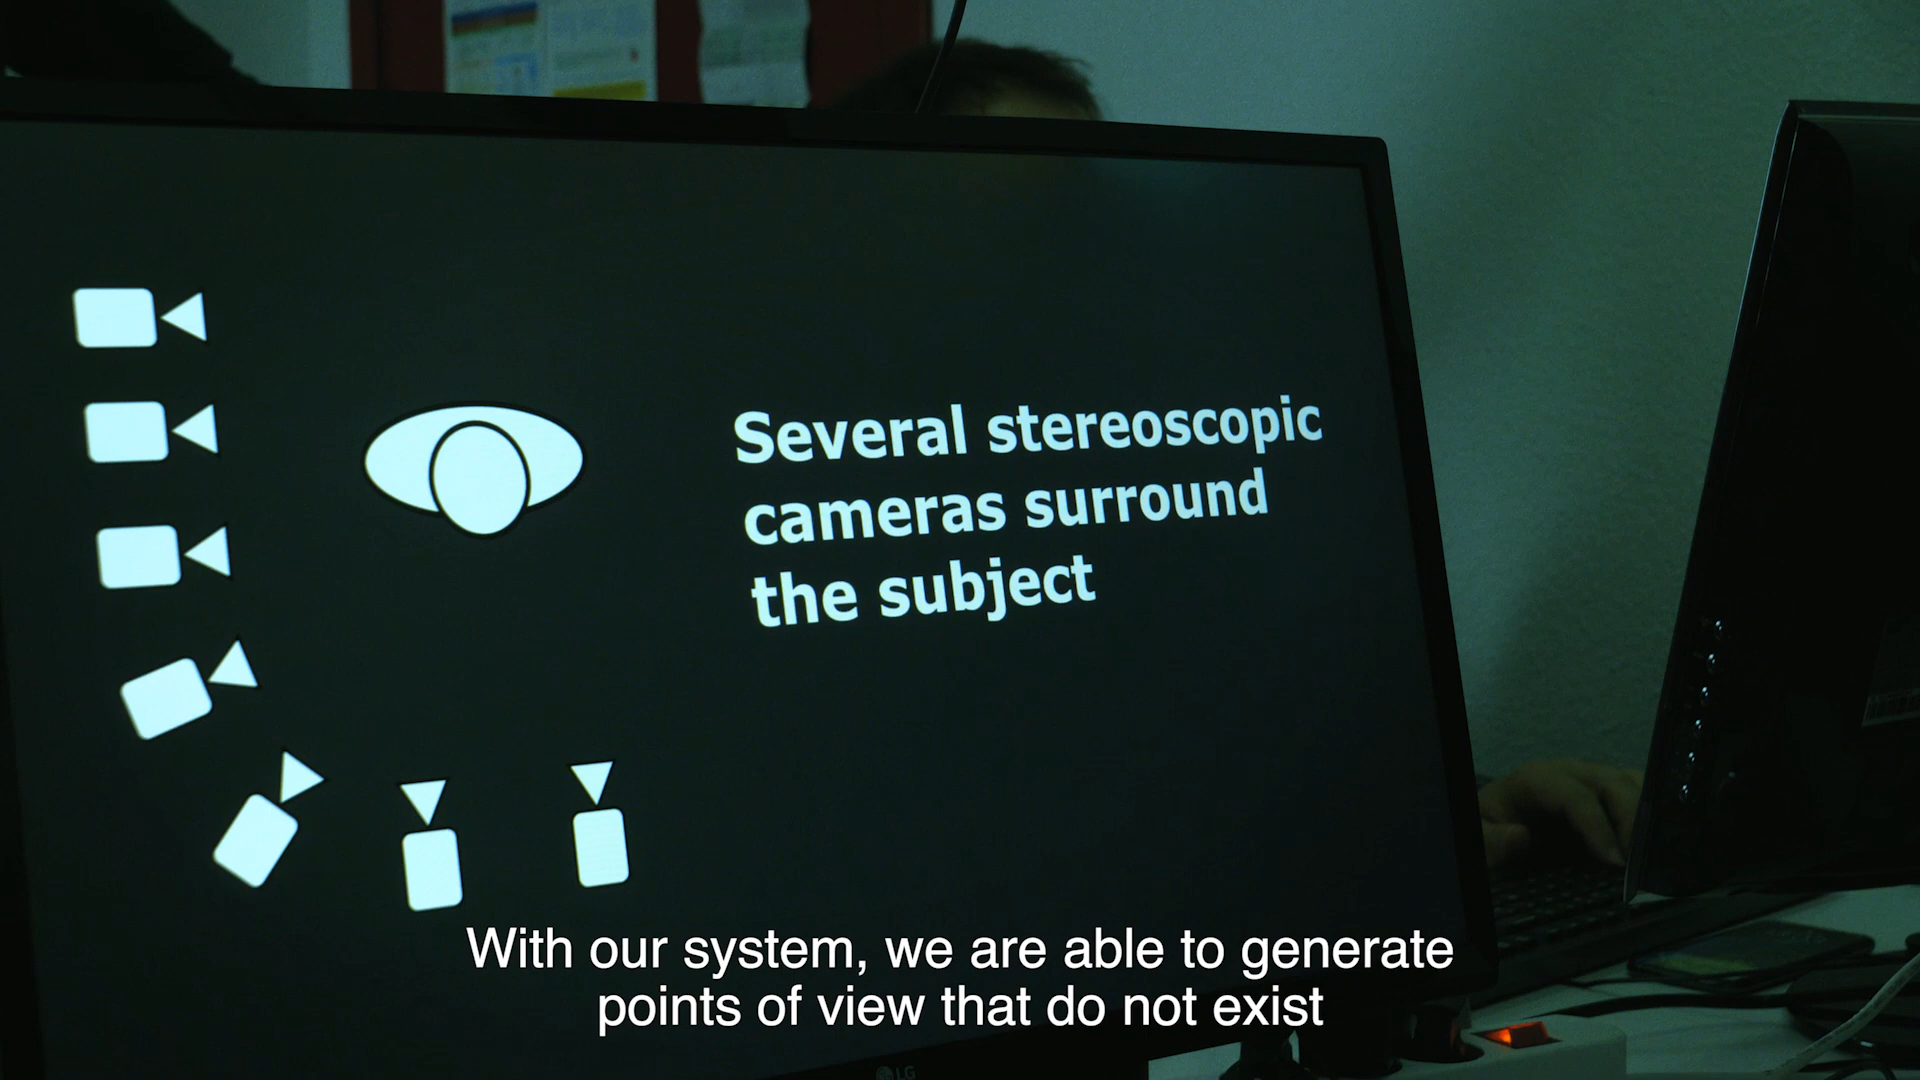 Several stereoscopic
cameras surround
the subject
With our system, we are able to generate
points of view that do not exist
LG